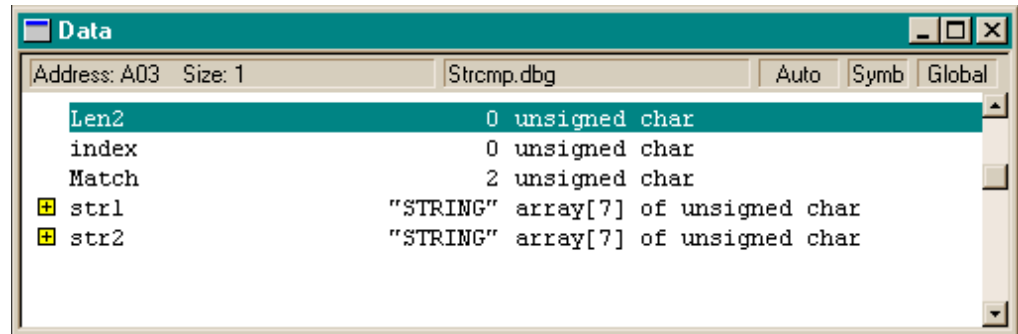 Data
Address: A03 Size: 1 Strcmp.dbg Auto Symb Global
Len2 0 unsigned char
index 0 unsigned char
Match 2 unsigned char
str1 "STRING" array[7] of unsigned char
str2 "STRING" array[7] of unsigned char